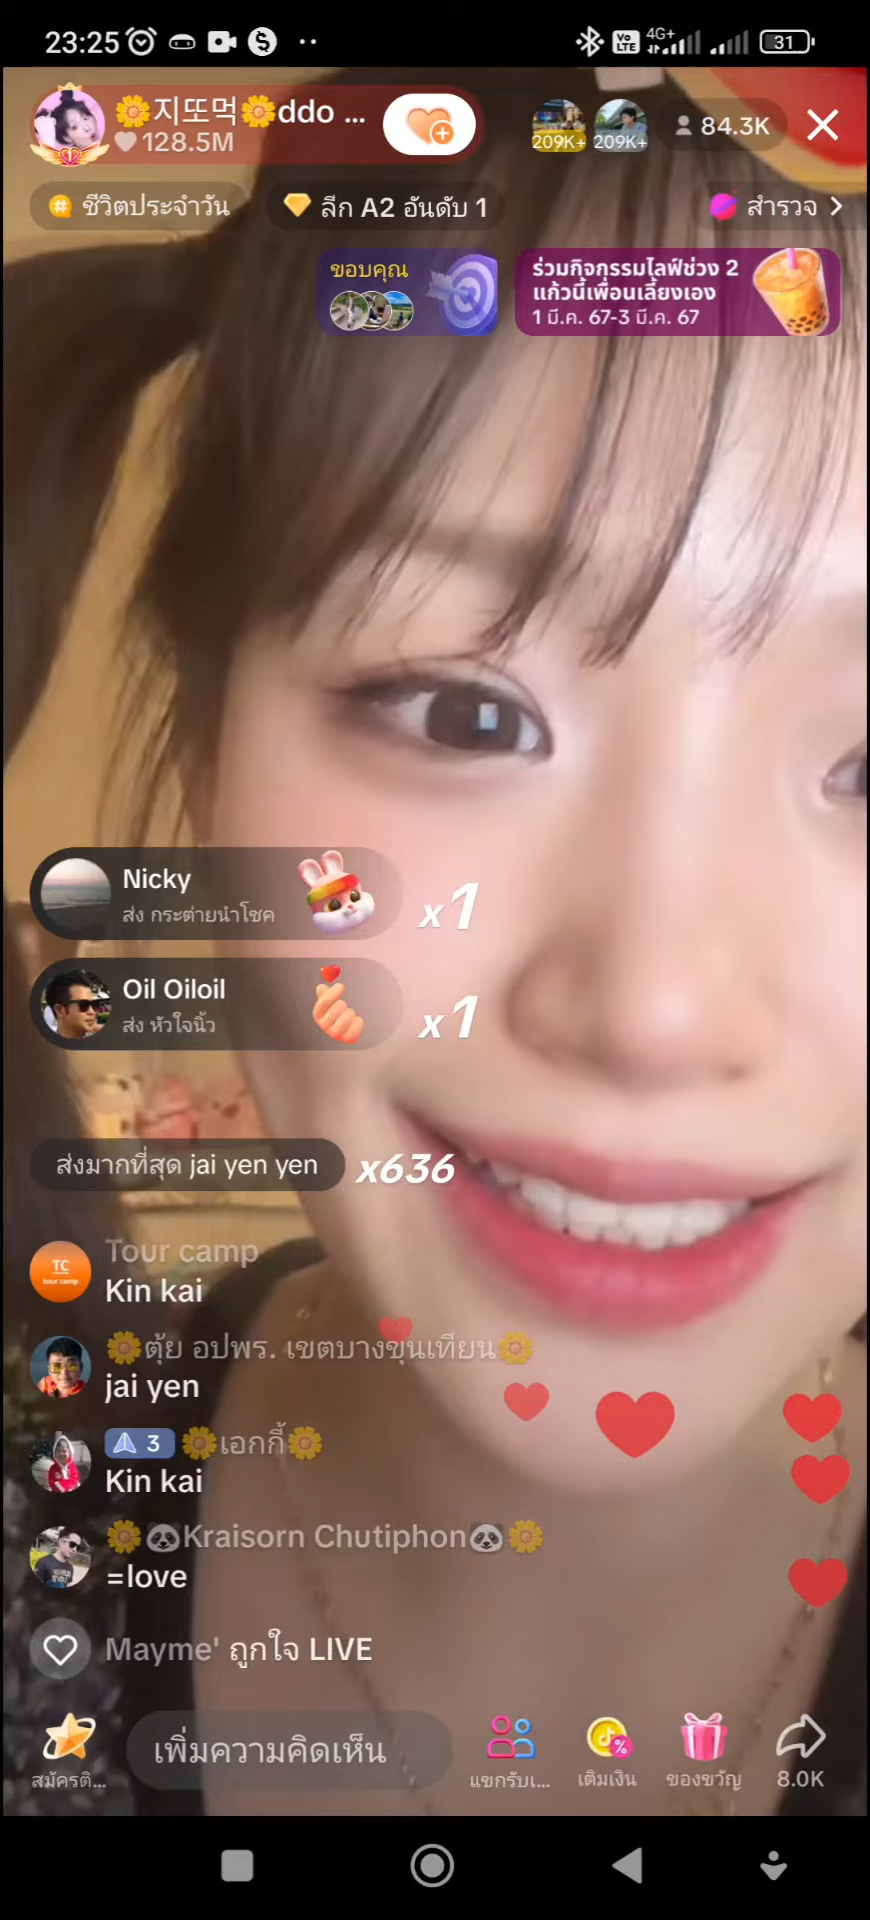 23:25
VoLTE
4G+
31
지또먹ddo ...
128.5M
209K+
209K+
84.3K
ชีวิตประจำวัน
ลีก A2 อันดับ 1
สำรวจ
ขอบคุณ
ร่วมกิจกรรมไลฟ์ช่วง 2
แก้วนี้เพื่อนเลี้ยงเอง
1 มี.ค. 67-3 มี.ค. 67
Nicky
ส่ง กระต่ายนำโชค
x1
Oil Oiloil
ส่ง หัวใจนิ้ว
x1
ส่งมากที่สุด jai yen yen
x636
TC
tour camp
Tour camp
Kin kai
ตุ้ย อปพร. เขตบางขุนเทียน
jai yen
3 เอกกี้
Kin kai
Kraisorn Chutiphon
=love
Mayme' ถูกใจ LIVE
สมัครติ...
เพิ่มความคิดเห็น
แขกรับเ...
เติมเงิน
ของขวัญ
8.0K